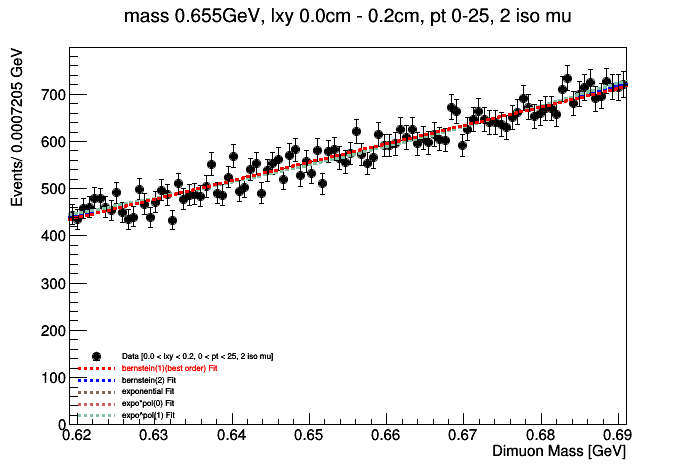 mass 0.655GeV, lxy 0.0cm - 0.2cm, pt 0-25, 2 iso mu
Events/ 0.0007205 GeV
700
600
500
400
300
200
100
0
Data [0.0 < lxy < 0.2, 0 < pt < 25, 2 iso mu]
bernstein(1)(best order) Fit
bernstein(2) Fit
exponential Fit
expo*pol(0) Fit
expo*pol(1) Fit
0.62 0.63 0.64 0.65 0.66 0.67 0.68 0.69
Dimuon Mass [GeV]